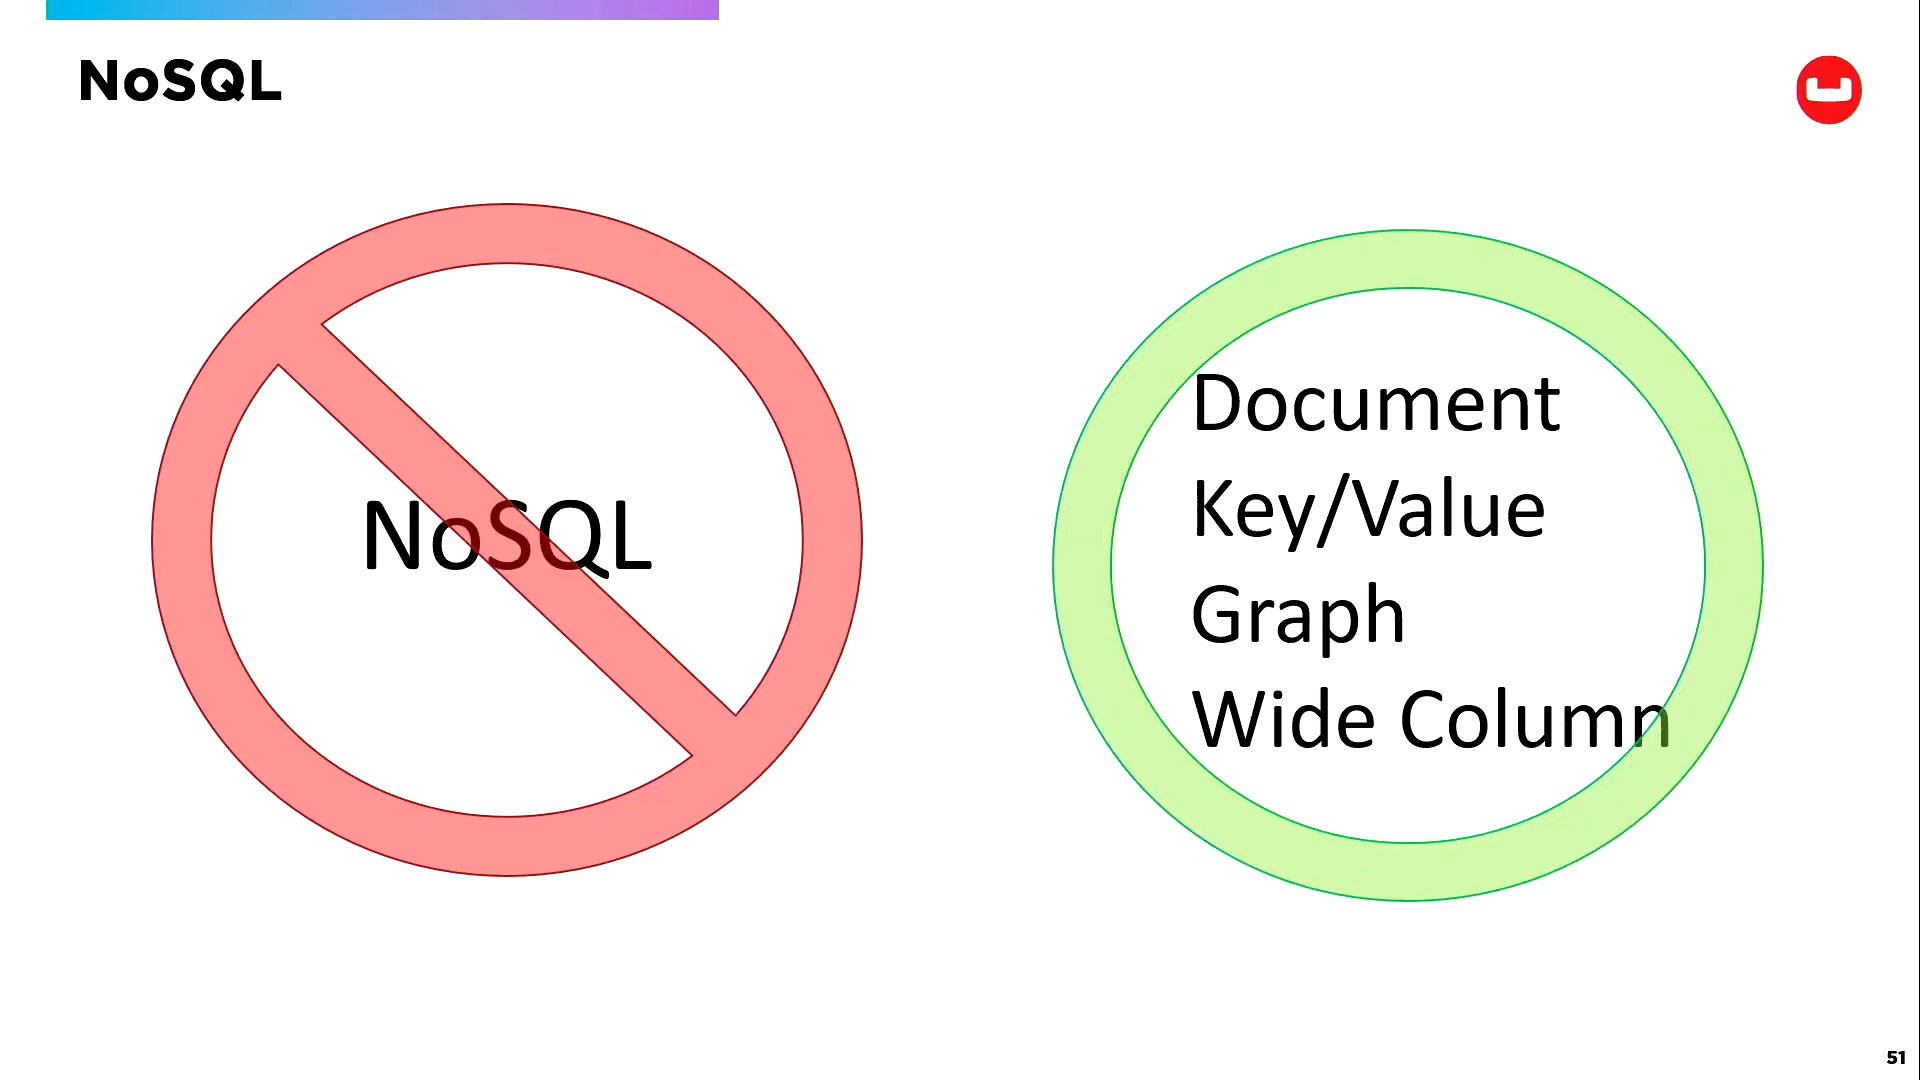 NoSQL
NoSQL
Document
Key/Value
Graph
Wide Column
51